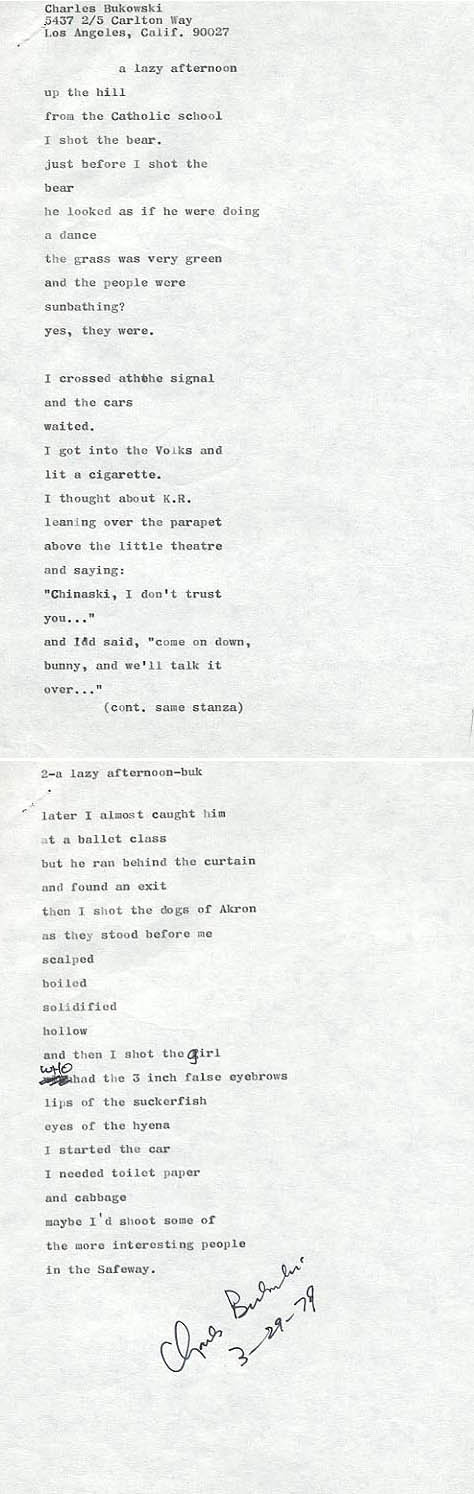 Charles Bukowski
5437 2/5 Carlton Way
Los Angeles, Calif. 90027
a lazy afternoon
up the hill
from the Catholic school
I shot the bear.
just before I shot the
bear
he looked as if he were doing
a dance
the grass was very green
and the people were
sunbathing?
yes, they were.
I crossed at the signal
and the cars
waited.
I got into the Volks and
lit a cigarette.
I thought about K.R.
leaning over the parapet
above the little theatre
and saying:
"Chinaski, I don't trust
you..."
and I'd said, "come on down,
bunny, and we'll talk it
over..."
(cont. same stanza)
2-a lazy afternoon-buk
later I almost caught him
at a ballet class
but he ran behind the curtain
and found an exit
then I shot the dogs of Akron
as they stood before me
scalped
boiled
solidified
hollow
and then I shot the girl
WHO had the 3 inch false eyebrows
lips of the suckerfish
eyes of the hyena
I started the car
I needed toilet paper
and cabbage
maybe I'd shoot some of
the more interesting people
in the Safeway.
Charles Bukowski
3-29-79